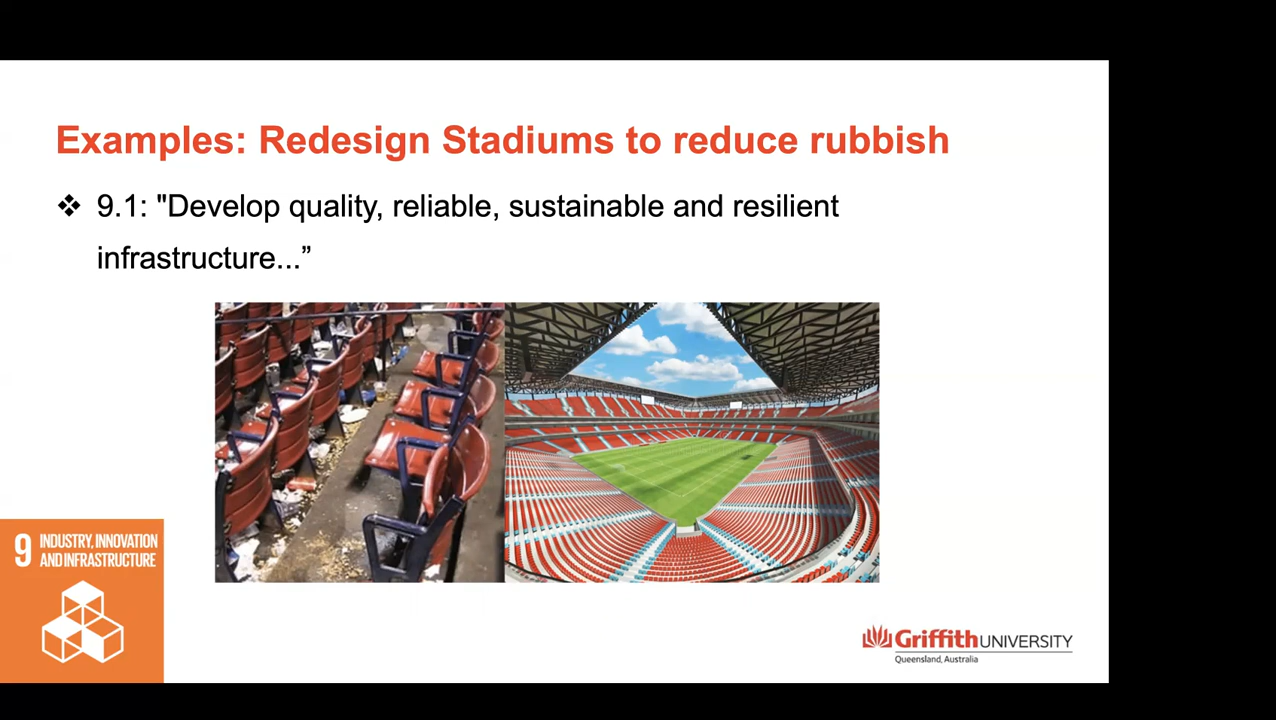 Examples: Redesign Stadiums to reduce rubbish
❖ 9.1: "Develop quality, reliable, sustainable and resilient
infrastructure...”
9 INDUSTRY, INNOVATION
AND INFRASTRUCTURE
Griffith UNIVERSITY
Queensland, Australia